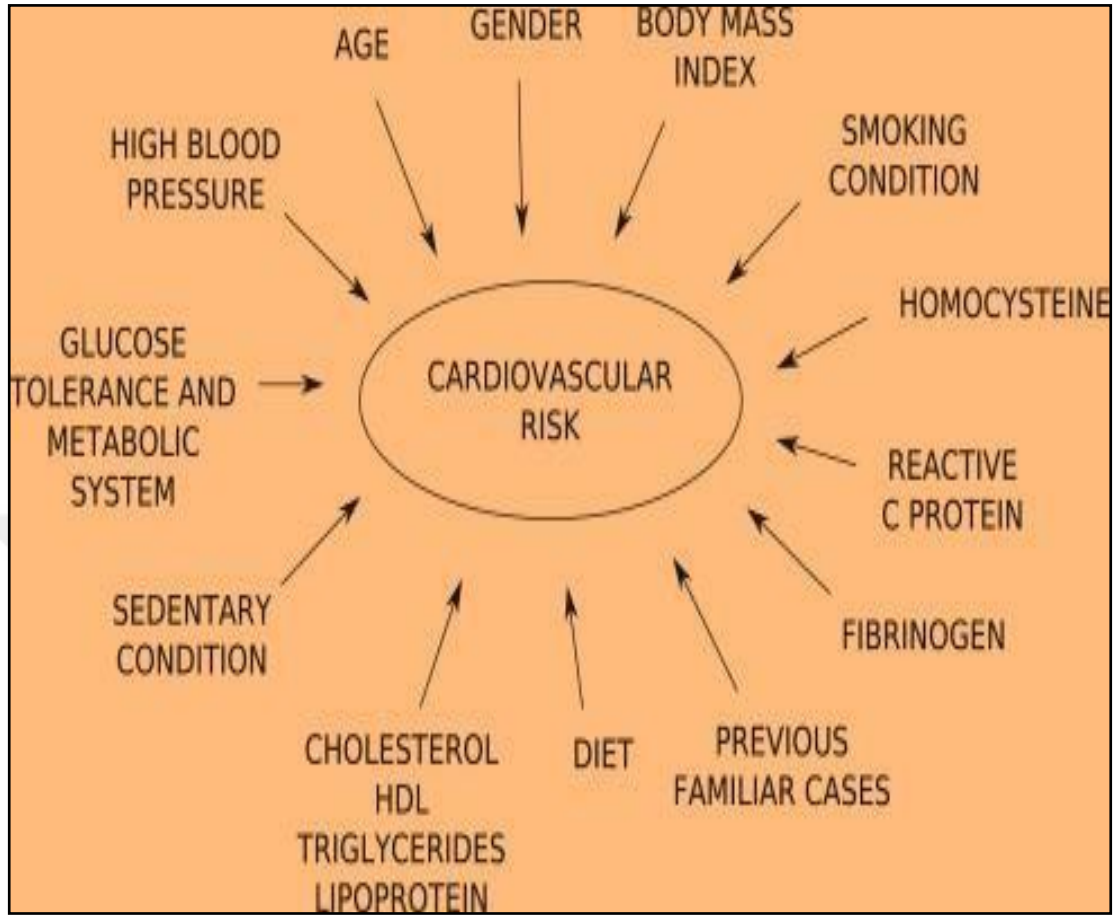 AGE
GENDER
BODY MASS
INDEX
SMOKING
CONDITION
HIGH BLOOD
PRESSURE
HOMOCYSTEINE
GLUCOSE
TOLERANCE AND
METABOLIC
SYSTEM
CARDIOVASCULAR
RISK
REACTIVE
C PROTEIN
SEDENTARY
CONDITION
FIBRINOGEN
CHOLESTEROL
HDL
TRIGLYCERIDES
LIPOPROTEIN
DIET
PREVIOUS
FAMILIAR CASES